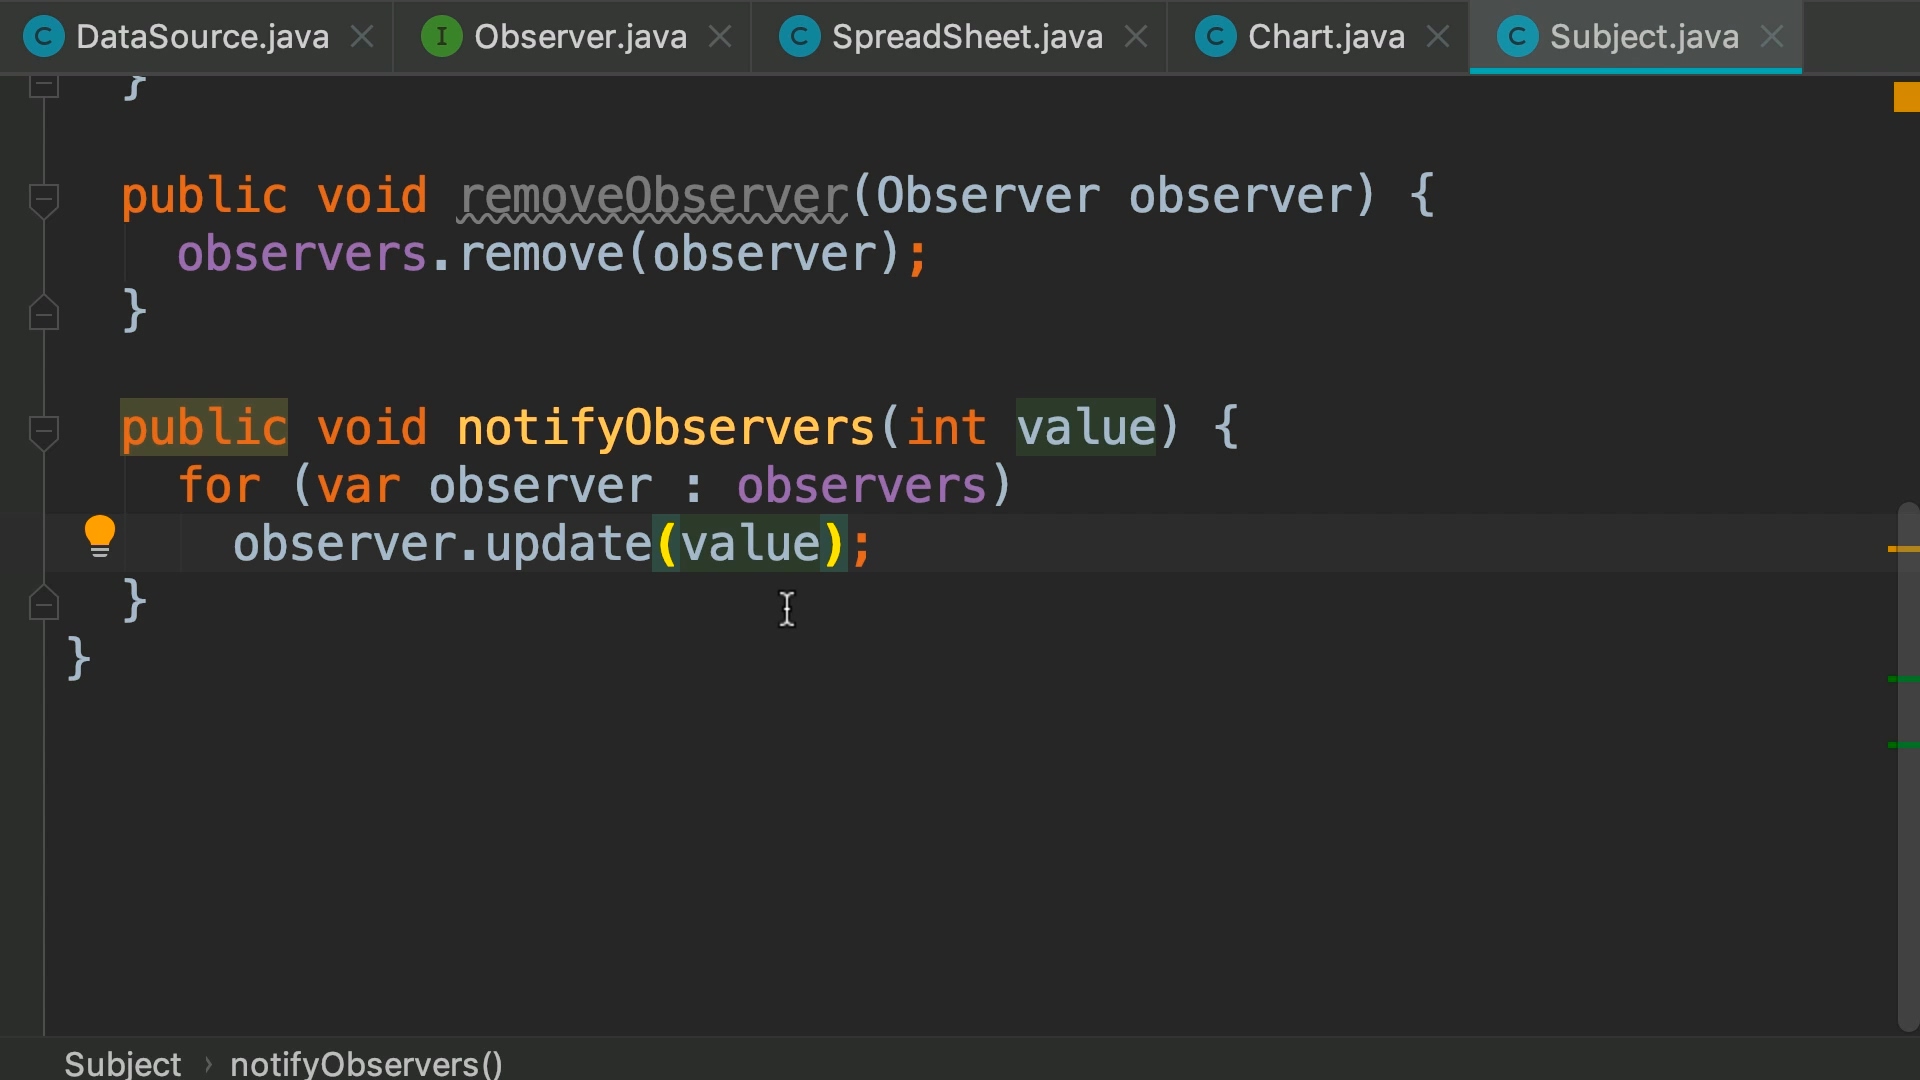 C DataSource.java I Observer.java C SpreadSheet.java C Chart.java C Subject.java
}
public void removeObserver(Observer observer) {
observers.remove(observer);
}
public void notifyObservers(int value) {
for (var observer : observers)
observer.update(value);
}
}
Subject › notifyObservers()